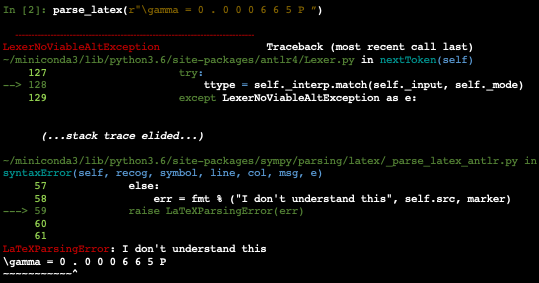 In [2]: parse_latex(r"\gamma = 0 . 0 0 0 6 6 5 P ")
---------------------------------------------------
LexerNoViableAltException Traceback (most recent call last)
~/miniconda3/lib/python3.6/site-packages/antlr4/Lexer.py in nextToken(self)
127 try:
--> 128 ttype = self._interp.match(self._input, self._mode)
129 except LexerNoViableAltException as e:
(...stack trace elided...)
~/miniconda3/lib/python3.6/site-packages/sympy/parsing/latex/_parse_latex_antlr.py in
syntaxError(self, recog, symbol, line, col, msg, e)
57 else:
58 err = fmt % ("I don't understand this", self.src, marker)
---> 59 raise LaTeXParsingError(err)
60
61
LaTeXParsingError: I don't understand this
\gamma = 0 . 0 0 0 6 6 5 P
~~~~~~~~~~~^